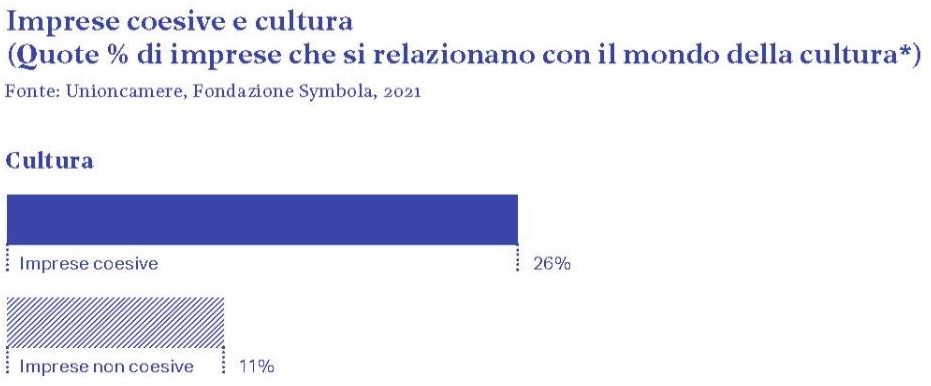 Imprese coesive e cultura
(Quote % di imprese che si relazionano con il mondo della cultura*)
Fonte: Unioncamere, Fondazione Symbola, 2021
Cultura
Imprese coesive 26%
Imprese non coesive 11%